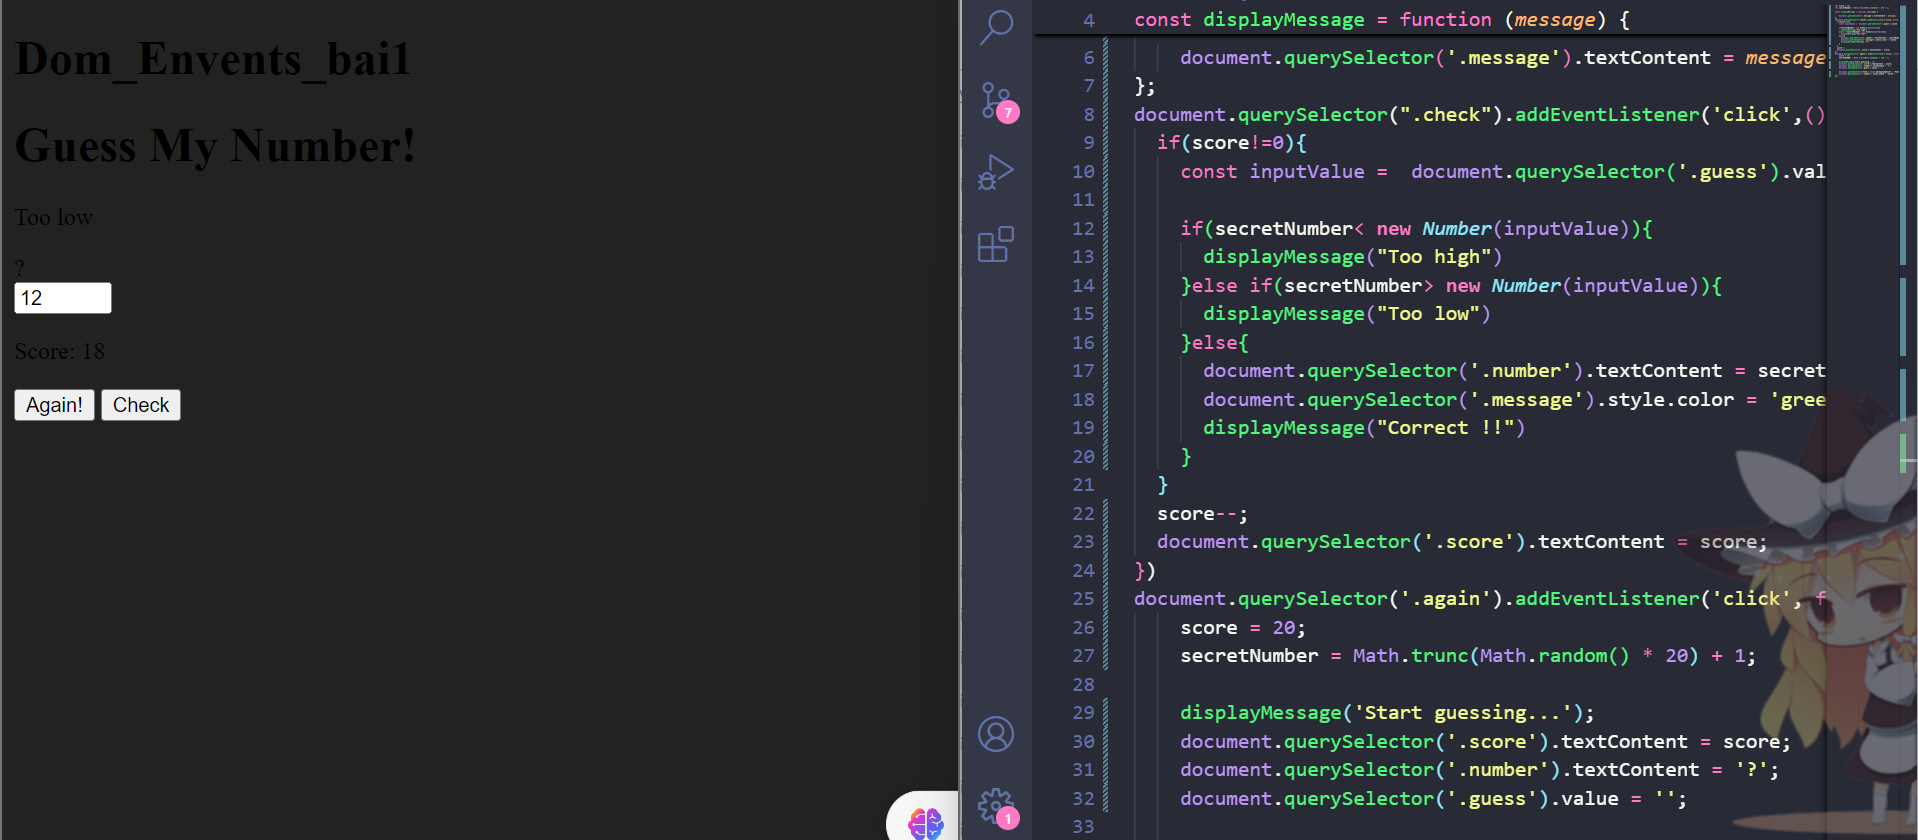 Dom_Envents_bai1
Guess My Number!
Too low
?
12
Score: 18
Again! Check
7
1
4 const displayMessage = function (message) {
6 document.querySelector('.message').textContent = message
7 };
8 document.querySelector(".check").addEventListener('click',()
9 if(score!=0){
10 const inputValue = document.querySelector('.guess').val
11
12 if(secretNumber< new Number(inputValue)){
13 displayMessage("Too high")
14 }else if(secretNumber> new Number(inputValue)){
15 displayMessage("Too low")
16 }else{
17 document.querySelector('.number').textContent = secret
18 document.querySelector('.message').style.color = 'gree
19 displayMessage("Correct !!")
20 }
21 }
22 score--;
23 document.querySelector('.score').textContent = score;
24 })
25 document.querySelector('.again').addEventListener('click', f
26 score = 20;
27 secretNumber = Math.trunc(Math.random() * 20) + 1;
28
29 displayMessage('Start guessing...');
30 document.querySelector('.score').textContent = score;
31 document.querySelector('.number').textContent = '?';
32 document.querySelector('.guess').value = '';
33